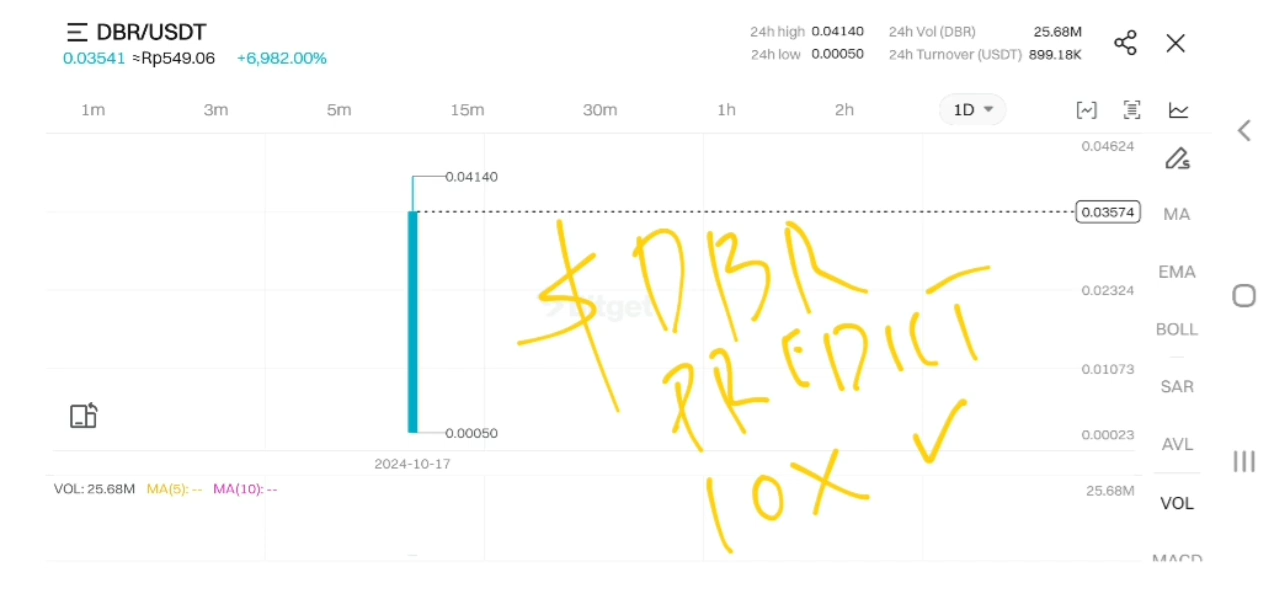 DBR/USDT
0.03541 ≈Rp549.06 +6,982.00%
24h high 0.04140 24h Vol (DBR) 25.68M
24h low 0.00050 24h Turnover (USDT) 899.18K
1m 3m 5m 15m 30m 1h 2h 1D
0.04624
0.04140
0.03574
MA
$ DBR
EMA
0.02324
Bitget
BOLL
PREDICT
0.01073
SAR
0.00050
0.00023
AVL
2024-10-17
10X ✓
VOL: 25.68M MA(5): -- MA(10): --
25.68M
VOL
MACD